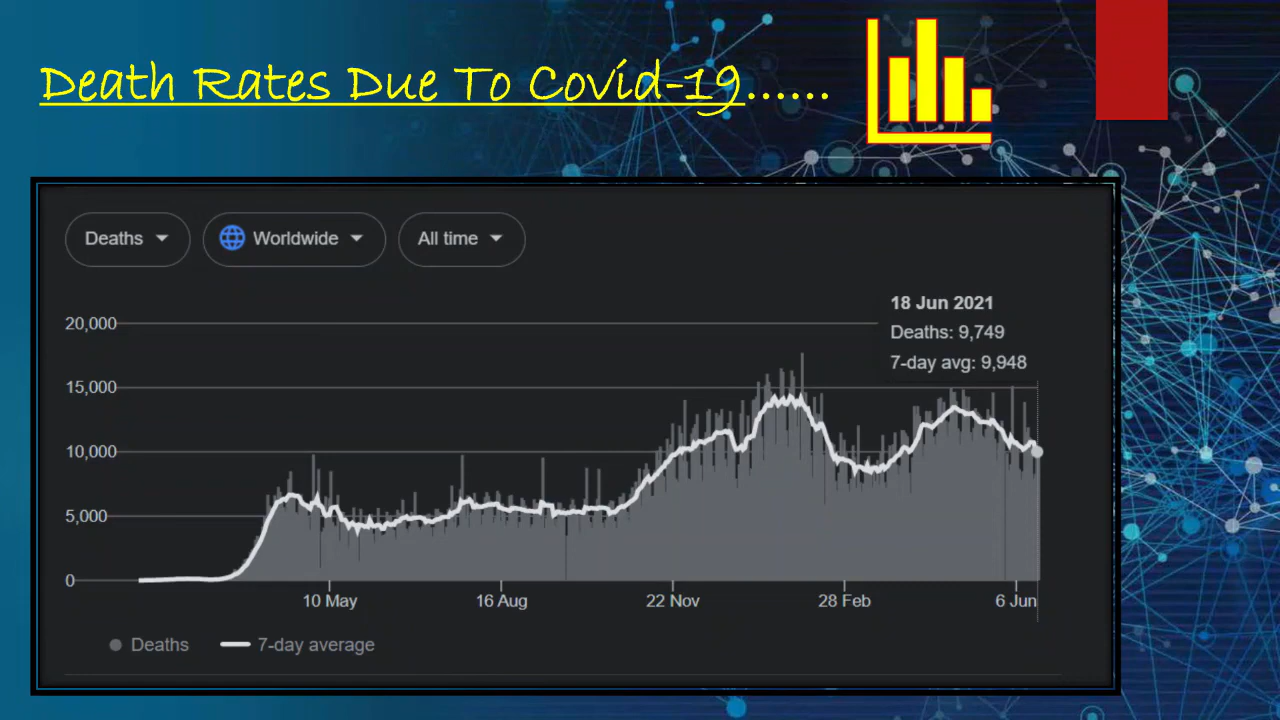 Death Rates Due To Covid-19......
Deaths Worldwide All time
18 Jun 2021
Deaths: 9,749
7-day avg: 9,948
20,000
15,000
10,000
5,000
0
10 May 16 Aug 22 Nov 28 Feb 6 Jun
Deaths 7-day average